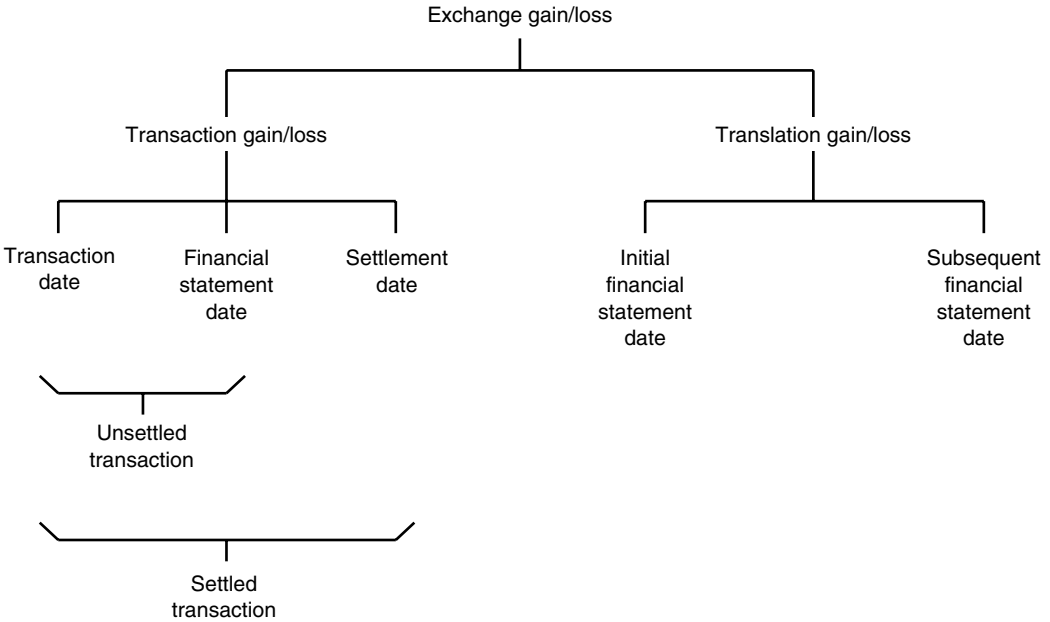 Exchange gain/loss
Transaction gain/loss
Translation gain/loss
Transaction
date
Financial
statement
date
Settlement
date
Initial
financial
statement
date
Subsequent
financial
statement
date
Unsettled
transaction
Settled
transaction